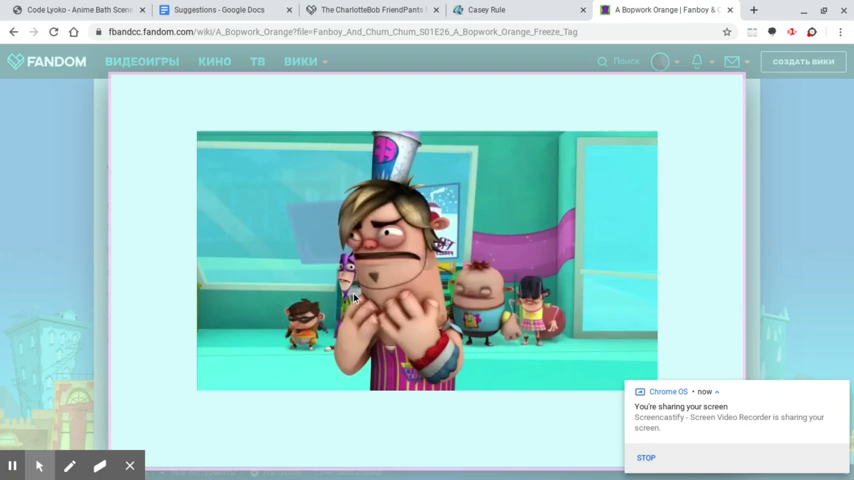 Code Lyoko - Anime Bath Scene
Suggestions - Google Docs
The CharlotteBob FriendPants
Casey Rule
A Bopwork Orange | Fanboy & C
fbandcc.fandom.com/wiki/A_Bopwork_Orange?file=Fanboy_And_Chum_Chum_S01E26_A_Bopwork_Orange_Freeze_Tag
FANDOM
ВИДЕОИГРЫ
КИНО
ТВ
ВИКИ
Поиск
СОЗДАТЬ ВИКИ
Chrome OS • now
You're sharing your screen
Screencastify - Screen Video Recorder is sharing your
screen.
STOP